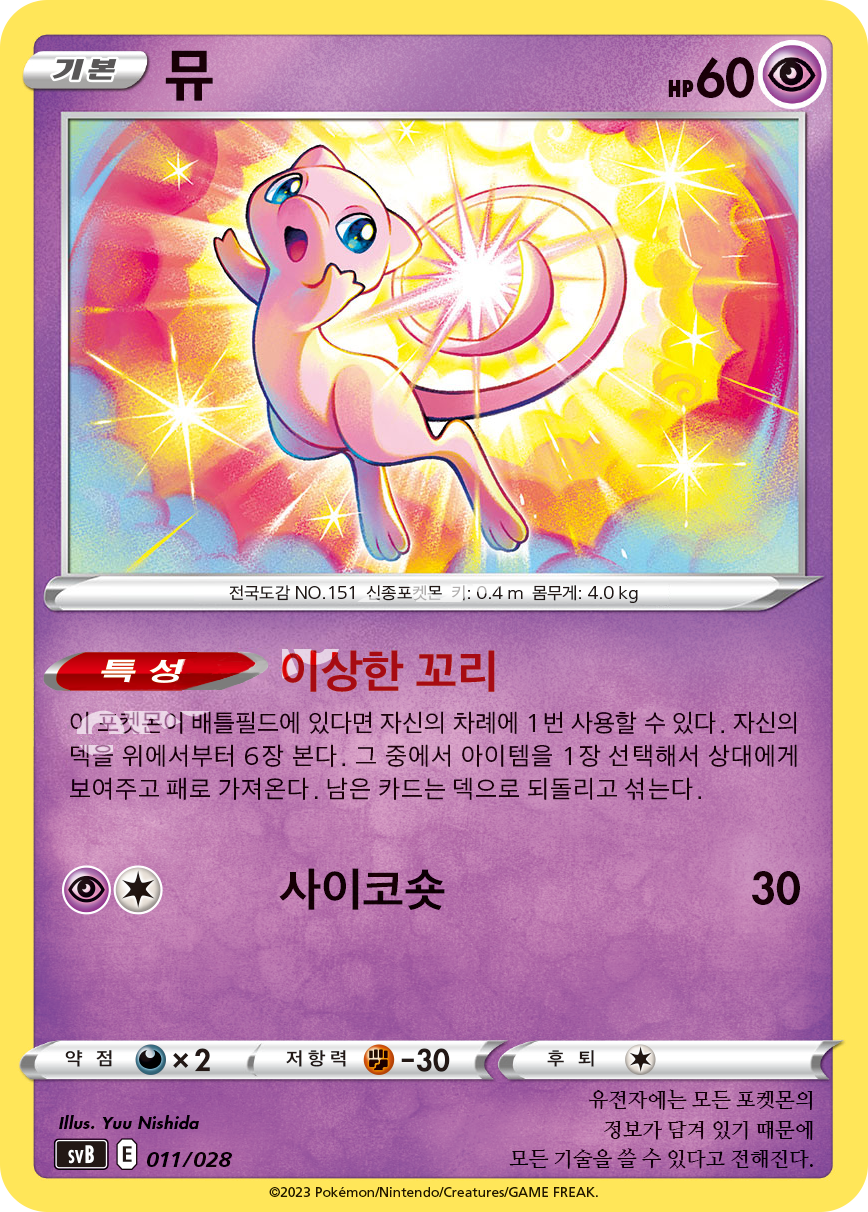 기본 뮤 HP 60
전국도감 NO.151 신종포켓몬 키: 0.4 m 몸무게: 4.0 kg
특성 이상한 꼬리
이 포켓몬이 배틀필드에 있다면 자신의 차례에 1번 사용할 수 있다. 자신의
덱을 위에서부터 6장 본다. 그 중에서 아이템을 1장 선택해서 상대에게
보여주고 패로 가져온다. 남은 카드는 덱으로 되돌리고 섞는다.
사이코숏 30
약점 ×2 저항력 -30 후퇴
유전자에는 모든 포켓몬의
정보가 담겨 있기 때문에
모든 기술을 쓸 수 있다고 전해진다.
Illus. Yuu Nishida
svB E 011/028
©2023 Pokémon/Nintendo/Creatures/GAME FREAK.